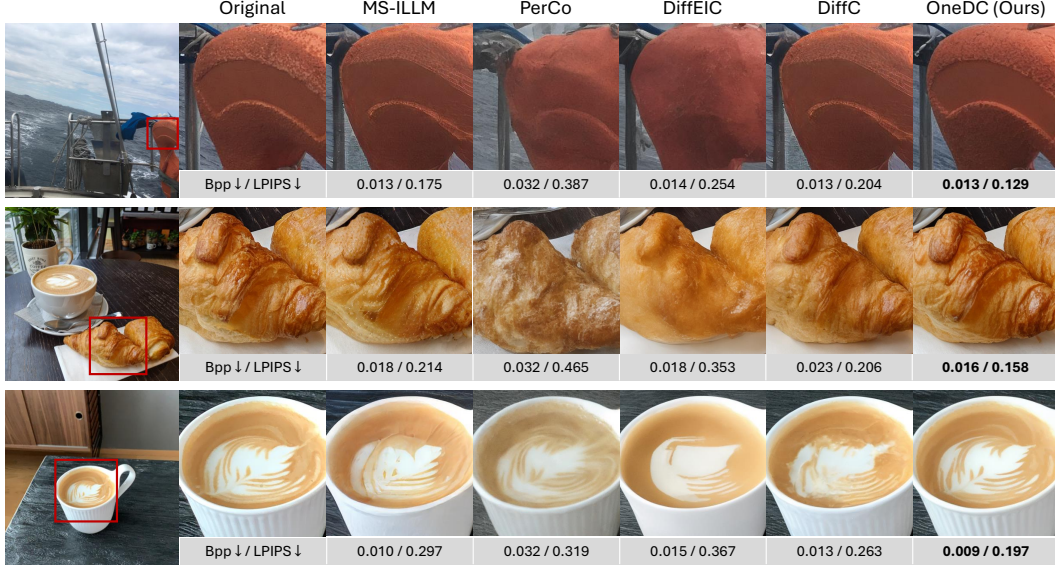 Original MS-ILLM PerCo DiffEIC DiffC OneDC (Ours)
Bpp↓/ LPIPS↓ 0.013 / 0.175 0.032 / 0.387 0.014 / 0.254 0.013 / 0.204 0.013 / 0.129
Bpp↓/ LPIPS↓ 0.018 / 0.214 0.032 / 0.465 0.018 / 0.353 0.023 / 0.206 0.016 / 0.158
Bpp↓/ LPIPS↓ 0.010 / 0.297 0.032 / 0.319 0.015 / 0.367 0.013 / 0.263 0.009 / 0.197